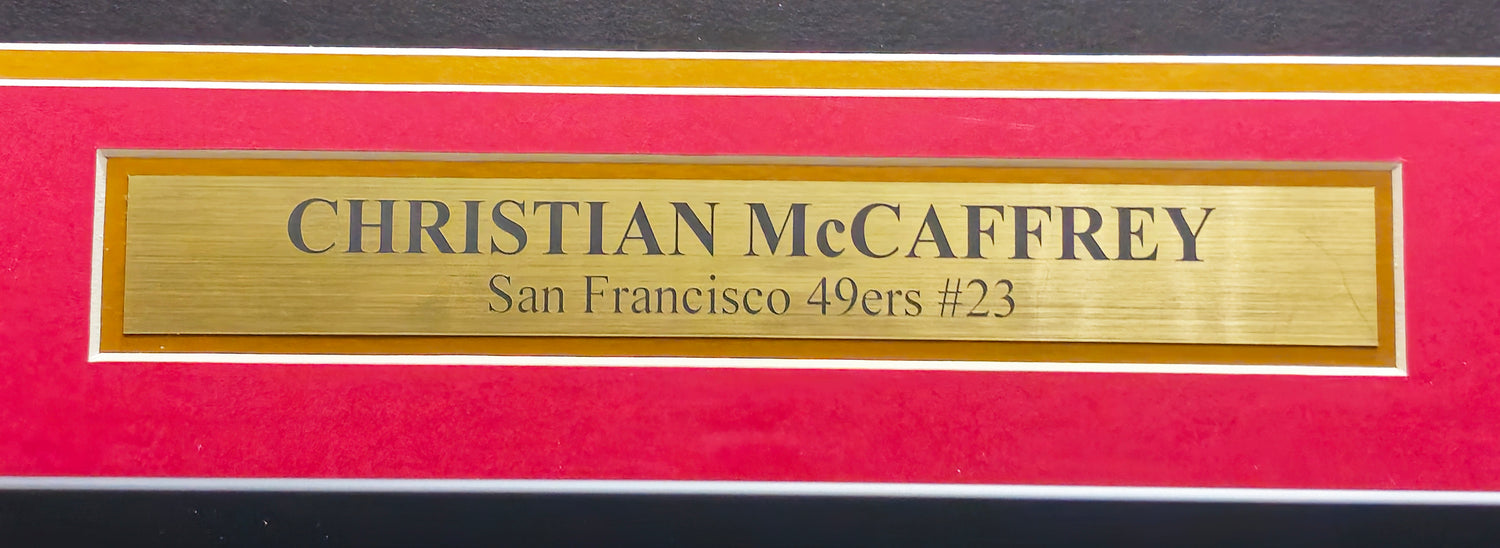 CHRISTIAN McCAFFREY
San Francisco 49ers #23